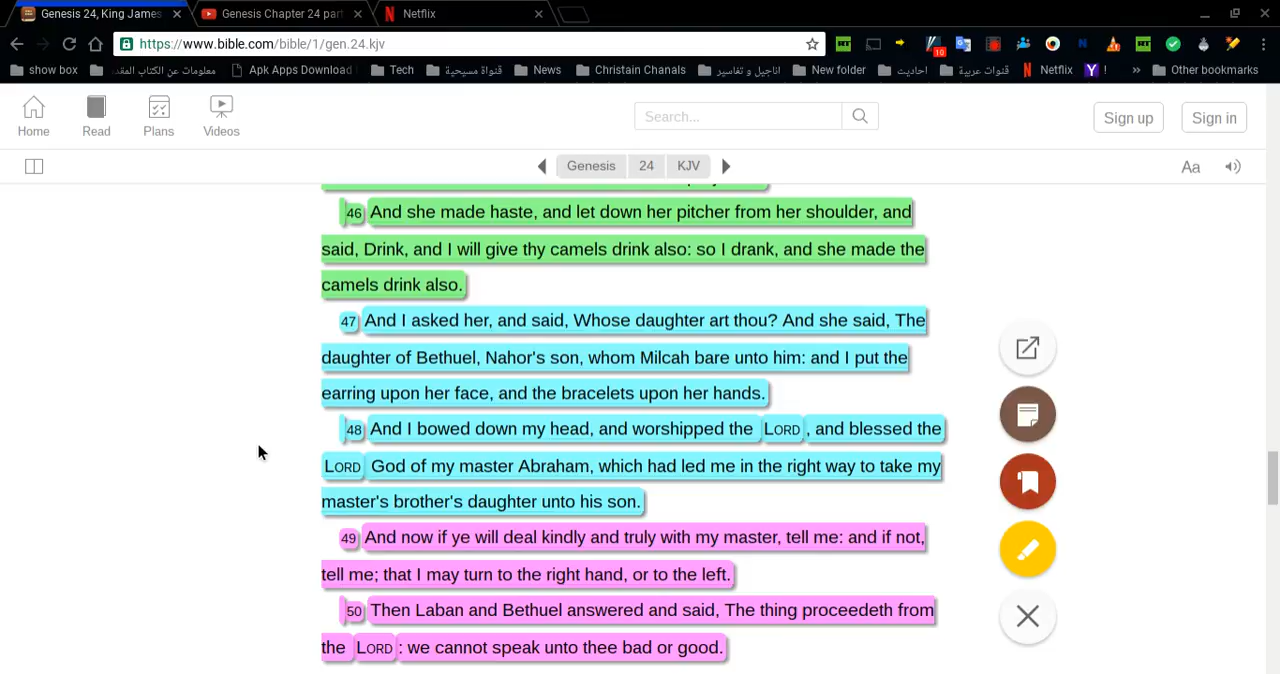 Genesis 24, King James
Genesis Chapter 24 part
Netflix
https://www.bible.com/bible/1/gen.24.kjv
10
show box
معلومات عن الكتاب المقد
Apk Apps Download
Tech
قنواة مسيحية
News
Christain Chanals
اناجيل و تفاسير
New folder
احاديث
قنوات عربية
Netflix
!
»
Other bookmarks
Home
Read
Plans
Videos
Search...
Sign up
Sign in
Genesis
24
KJV
Aa
46 And she made haste, and let down her pitcher from her shoulder, and
said, Drink, and I will give thy camels drink also: so I drank, and she made the
camels drink also.
47 And I asked her, and said, Whose daughter art thou? And she said, The
daughter of Bethuel, Nahor's son, whom Milcah bare unto him: and I put the
earring upon her face, and the bracelets upon her hands.
48 And I bowed down my head, and worshipped the LORD, and blessed the
LORD God of my master Abraham, which had led me in the right way to take my
master's brother's daughter unto his son.
49 And now if ye will deal kindly and truly with my master, tell me: and if not,
tell me; that I may turn to the right hand, or to the left.
50 Then Laban and Bethuel answered and said, The thing proceedeth from
the LORD: we cannot speak unto thee bad or good.